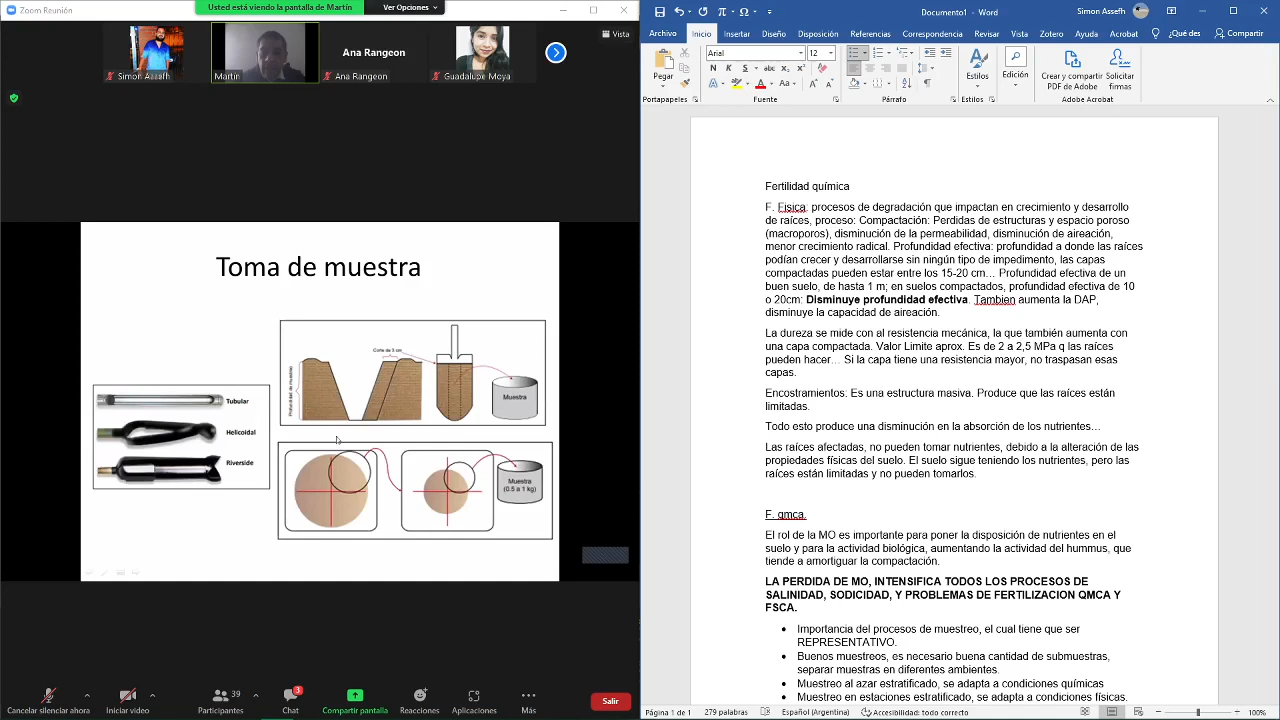 Zoom Reunión
Usted está viendo la pantalla de Martín
Ver Opciones
Vista
Simon Assefh
Martín
Ana Rangeon
Ana Rangeon
Guadalupe Moya
Toma de muestra
Tubular
Helicoidal
Riverside
Profundidad de muestreo
Corte de 3 cm
Muestra
Muestra
(0.5 a 1 kg)
Cancelar silenciar ahora
Iniciar video
39
Participantes
3
Chat
Compartir pantalla
Reacciones
Aplicaciones
Más
Salir
Documento1 - Word
Simon Assefh
Archivo
Inicio
Insertar
Diseño
Disposición
Referencias
Correspondencia
Revisar
Vista
Zotero
Ayuda
Acrobat
¿Qué des
Compartir
Pegar
Arial
12
N K S
Estilos
Edición
Crear y compartir
PDF de Adobe
Solicitar
firmas
Portapapeles
Fuente
Párrafo
Estilos
Adobe Acrobat
Fertilidad química
F. Fisica: procesos de degradación que impactan en crecimiento y desarrollo
de raíces, proceso: Compactación: Perdidas de estructuras y espacio poroso
(macroporos), disminución de la permeabilidad, disminución de aireación,
menor crecimiento radical. Profundidad efectiva: profundidad a donde las raíces
podían crecer y desarrollarse sin ningún tipo de impedimento, las capas
compactadas pueden estar entre los 15-20 cm… Profundidad efectiva de un
buen suelo, de hasta 1 m; en suelos compactados, profundidad efectiva de 10
o 20cm: Disminuye profundidad efectiva. Tambien aumenta la DAP,
disminuye la capacidad de aireación.
La dureza se mide con al resistencia mecánica, la que también aumenta con
una capa compactada. Valor Limite aprox. Es de 2 a 2,5 MPa q las raíces
pueden hacer… Si la capa tiene una resistencia mayor, no traspasaríesas
capas.
Encostramientos: Es una estructura masiva. Produce que las raíces están
limitadas.
Todo esto produce una disminución en la absorción de los nutrientes…
Las raíces afectadas, no pueden tomar nutrientes, debido a la alteración de las
propiedades físicas del suelo. El suelo sigue teniendo los nutrientes, pero las
raíces están limitadas y no pueden tomarlos.
F. qmca.
El rol de la MO es importante para poner la disposición de nutrientes en el
suelo y para la actividad biológica, aumentando la actividad del hummus, que
tiende a amortiguar la compactación.
LA PERDIDA DE MO, INTENSIFICA TODOS LOS PROCESOS DE
SALINIDAD, SODICIDAD, Y PROBLEMAS DE FERTILIZACION QMCA Y
FSCA.
• Importancia del procesos de muestreo, el cual tiene que ser
REPRESENTATIVO.
• Buenos muestreos, es necesario buena cantidad de submuestras,
separar muestras en diferentes ambientes.
• Muestreo al azar estratificado, se adapta a condiciones químicas
• Muestreo en estaciones estratificado, se adapta a condiciones físicas.
Página 1 de 1
279 palabras
Español (Argentina)
Accesibilidad: todo correcto
100%